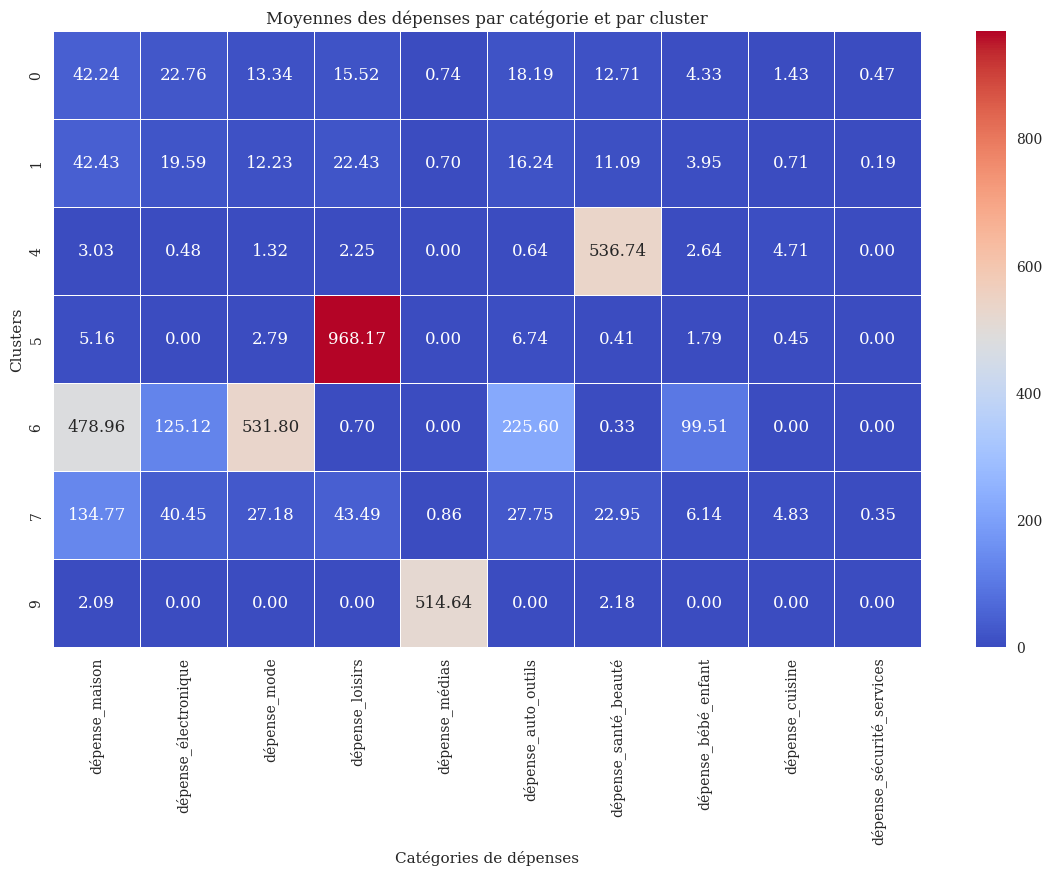 Moyennes des dépenses par catégorie et par cluster
0 42.24 22.76 13.34 15.52 0.74 18.19 12.71 4.33 1.43 0.47
1 42.43 19.59 12.23 22.43 0.70 16.24 11.09 3.95 0.71 0.19
4 3.03 0.48 1.32 2.25 0.00 0.64 536.74 2.64 4.71 0.00
5 5.16 0.00 2.79 968.17 0.00 6.74 0.41 1.79 0.45 0.00
6 478.96 125.12 531.80 0.70 0.00 225.60 0.33 99.51 0.00 0.00
7 134.77 40.45 27.18 43.49 0.86 27.75 22.95 6.14 4.83 0.35
9 2.09 0.00 0.00 0.00 514.64 0.00 2.18 0.00 0.00 0.00
Clusters
dépense_maison
dépense_électronique
dépense_mode
dépense_loisirs
dépense_médias
dépense_auto_outils
dépense_santé_beauté
dépense_bébé_enfant
dépense_cuisine
dépense_sécurité_services
Catégories de dépenses
800
600
400
200
0